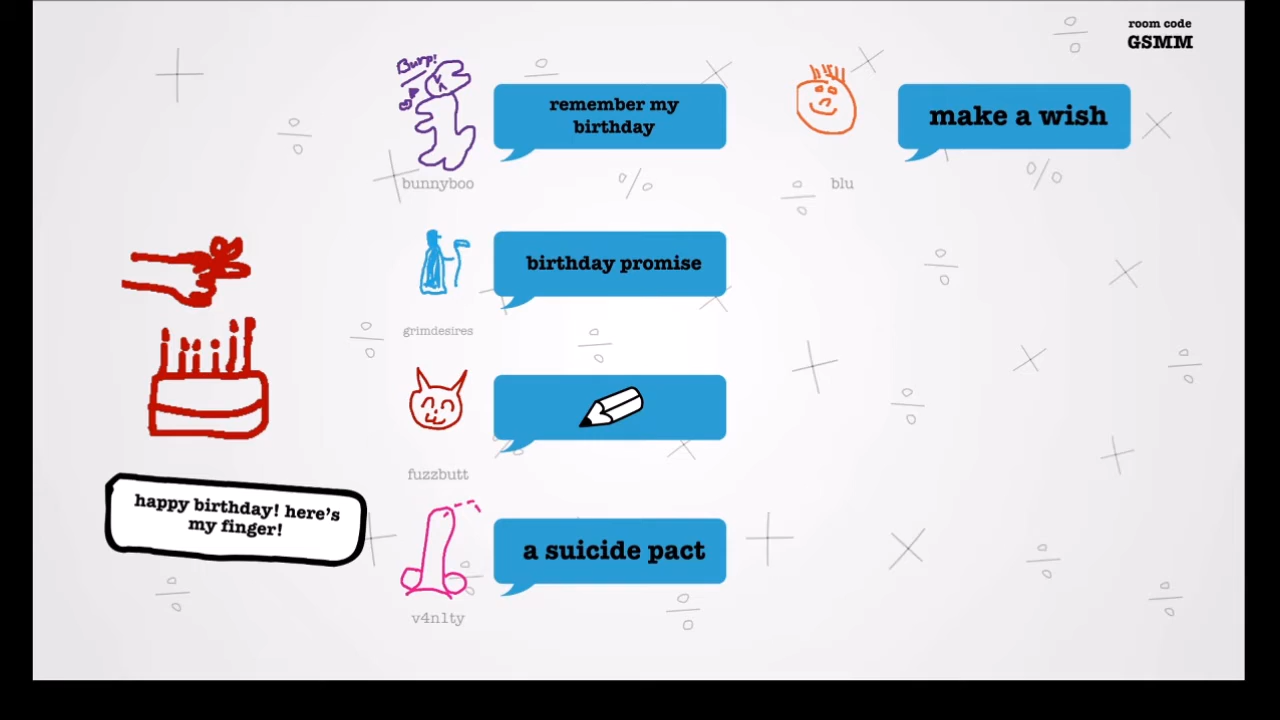 room code
GSMM
Burp!
remember my
birthday
bunnyboo
make a wish
blu
birthday promise
grimdesires
fuzzbutt
happy birthday! here's
my finger!
a suicide pact
v4n1ty